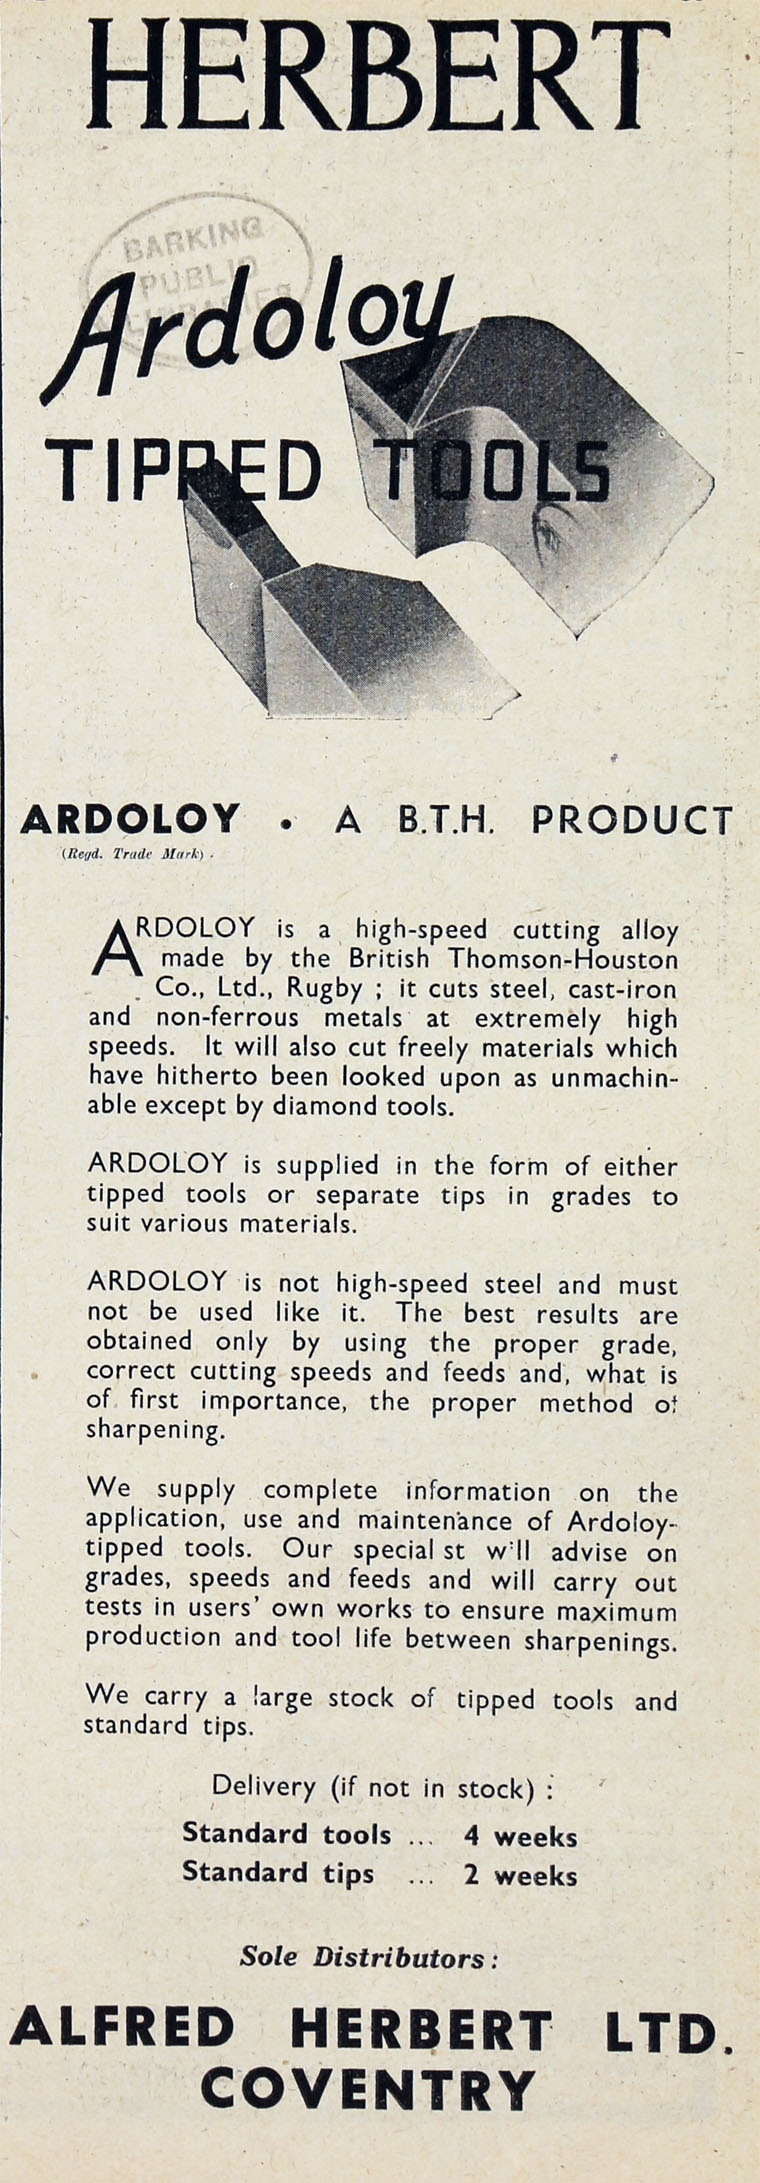 HERBERT
BARKING
PUBLIC
LIBRARIES
Ardoloy
TIPPED TOOLS
ARDOLOY • A B.T.H. PRODUCT
(Regd. Trade Mark)
ARDOLOY is a high-speed cutting alloy
made by the British Thomson-Houston
Co., Ltd., Rugby ; it cuts steel, cast-iron
and non-ferrous metals at extremely high
speeds. It will also cut freely materials which
have hitherto been looked upon as unmachin-
able except by diamond tools.
ARDOLOY is supplied in the form of either
tipped tools or separate tips in grades to
suit various materials.
ARDOLOY is not high-speed steel and must
not be used like it. The best results are
obtained only by using the proper grade,
correct cutting speeds and feeds and, what is
of first importance, the proper method of
sharpening.
We supply complete information on the
application, use and maintenance of Ardoloy-
tipped tools. Our special st w:ll advise on
grades, speeds and feeds and will carry out
tests in users' own works to ensure maximum
production and tool life between sharpenings.
We carry a large stock of tipped tools and
standard tips.
Delivery (if not in stock) :
Standard tools ... 4 weeks
Standard tips ... 2 weeks
Sole Distributors :
ALFRED HERBERT LTD.
COVENTRY